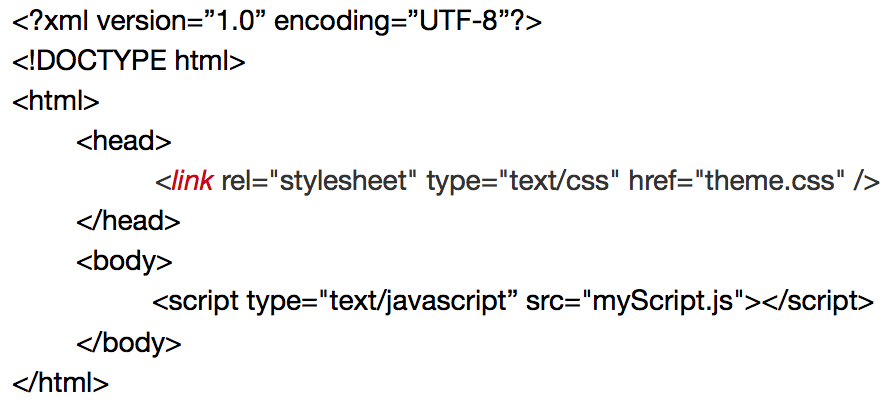 <?xml version=”1.0” encoding=”UTF-8”?>
<!DOCTYPE html>
<html>
<head>
<link rel="stylesheet" type="text/css" href="theme.css" />
</head>
<body>
<script type="text/javascript” src="myScript.js"></script>
</body>
</html>